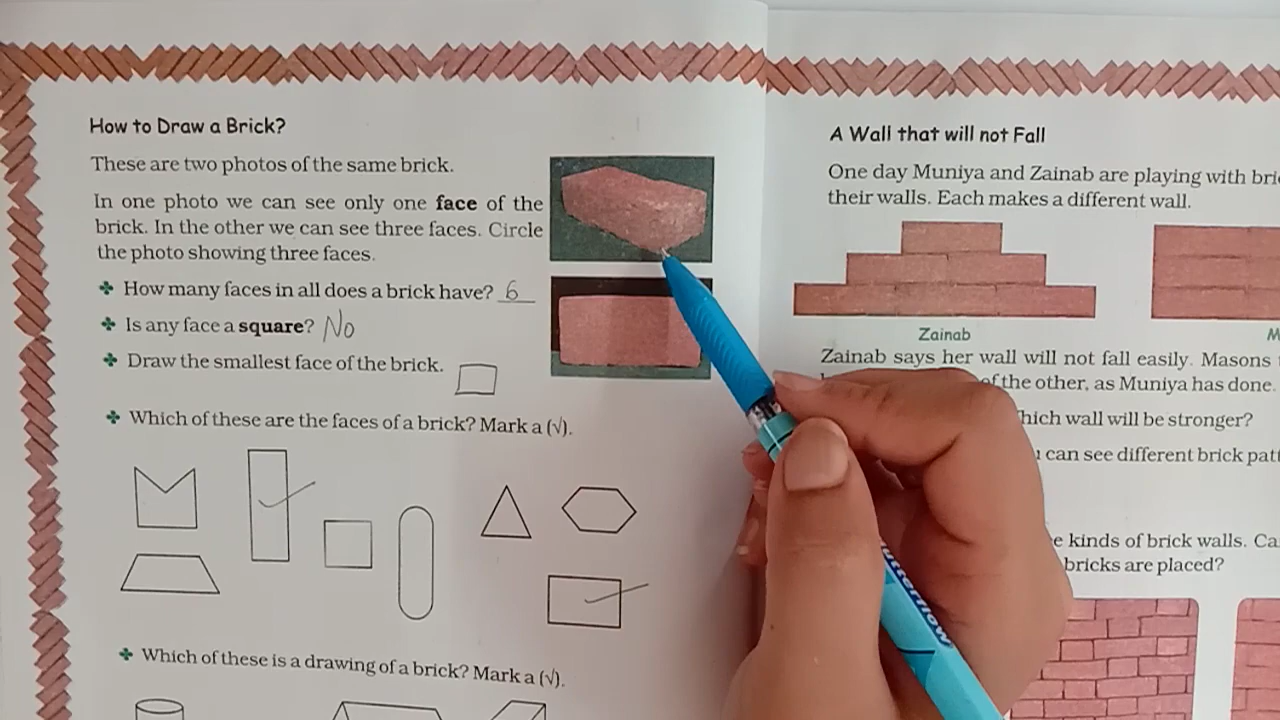 How to Draw a Brick?
These are two photos of the same brick.
In one photo we can see only one face of the
brick. In the other we can see three faces. Circle
the photo showing three faces.
How many faces in all does a brick have? 6
Is any face a square? No
Draw the smallest face of the brick.
Which of these are the faces of a brick? Mark a (√).
Which of these is a drawing of a brick? Mark a (√).
A Wall that will not Fall
One day Muniya and Zainab are playing with
their walls. Each makes a different wall.
Zainab
Zainab says her wall will not fall easily. Masons
of the other, as Muniya has done.
wall will be stronger?
can see different brick
kinds of brick walls.
bricks are placed?